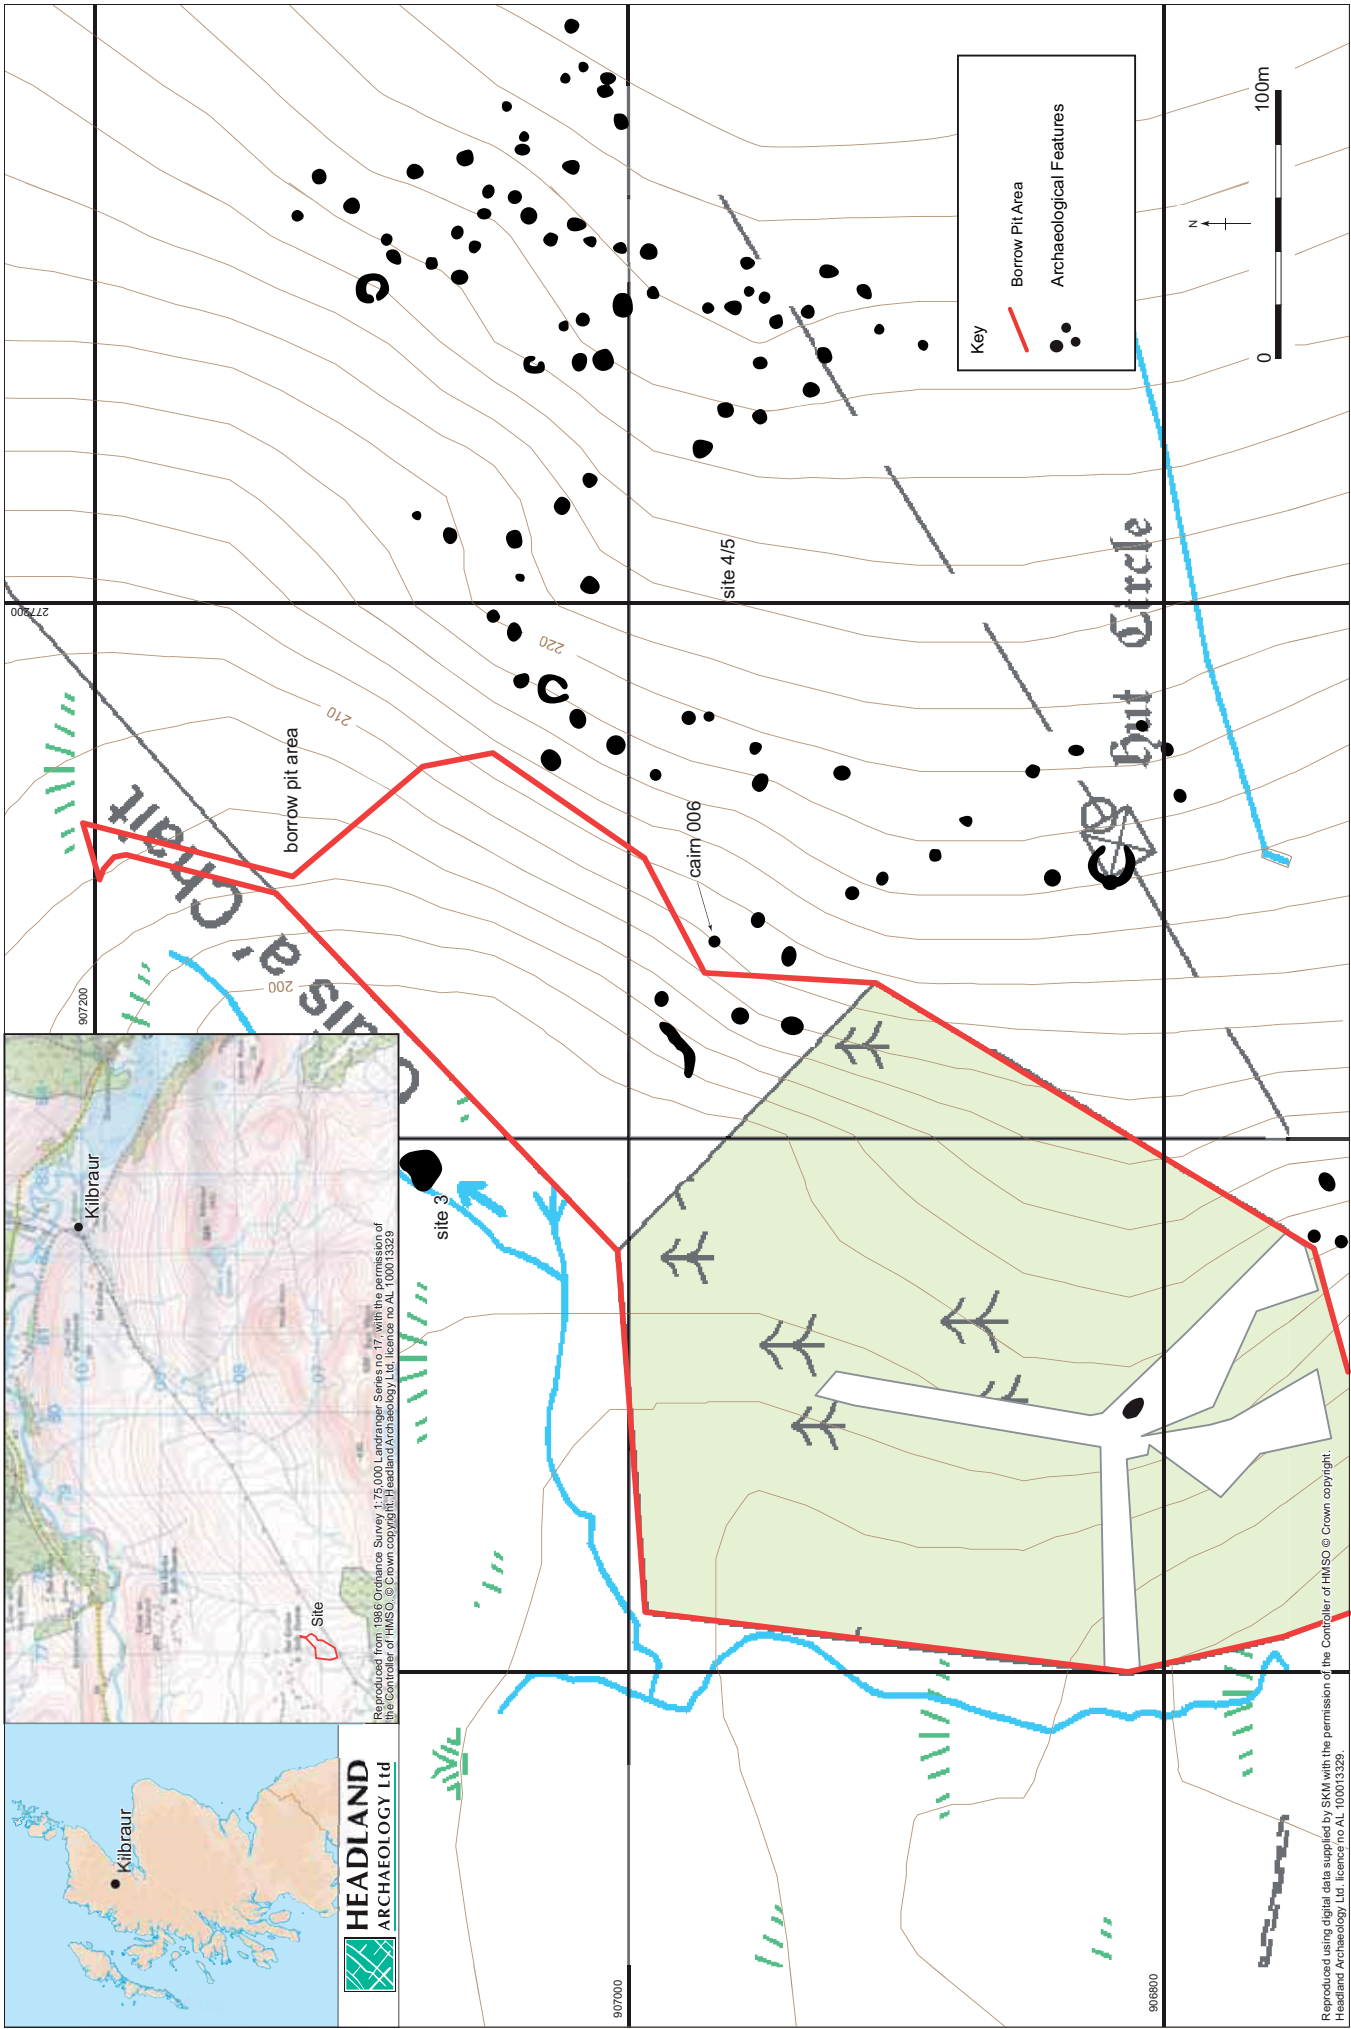 Kilbraur
HEADLAND
ARCHAEOLOGY Ltd
Kilbraur
Site
Reproduced from 1986 Ordnance Survey 1:75,000 Landranger Series no 17, with the permission of
the Controller of HMSO, © Crown copyright. Headland Archaeology Ltd, licence no AL 100013329
907200
277200
Chait
a'
200
210
220
borrow pit area
site 3
cairn 006
site 4/5
Hut Circle
907000
906800
Key
Borrow Pit Area
Archaeological Features
N
0
100m
Reproduced using digital data supplied by SKM with the permission of the Controller of HMSO © Crown copyright.
Headland Archaeology Ltd. licence no AL 100013329.